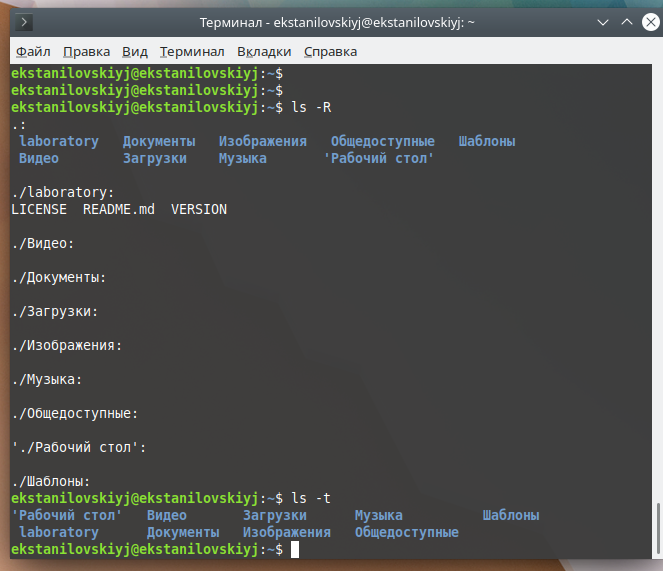 Терминал - ekstanilovskiyj@ekstanilovskiyj: ~
Файл Правка Вид Терминал Вкладки Справка
ekstanilovskiyj@ekstanilovskiyj:~$
ekstanilovskiyj@ekstanilovskiyj:~$
ekstanilovskiyj@ekstanilovskiyj:~$ ls -R
.:
laboratory Документы Изображения Общедоступные Шаблоны
Видео Загрузки Музыка 'Рабочий стол'
./laboratory:
LICENSE README.md VERSION
./Видео:
./Документы:
./Загрузки:
./Изображения:
./Музыка:
./Общедоступные:
'./Рабочий стол':
./Шаблоны:
ekstanilovskiyj@ekstanilovskiyj:~$ ls -t
'Рабочий стол' Видео Загрузки Музыка Шаблоны
laboratory Документы Изображения Общедоступные
ekstanilovskiyj@ekstanilovskiyj:~$